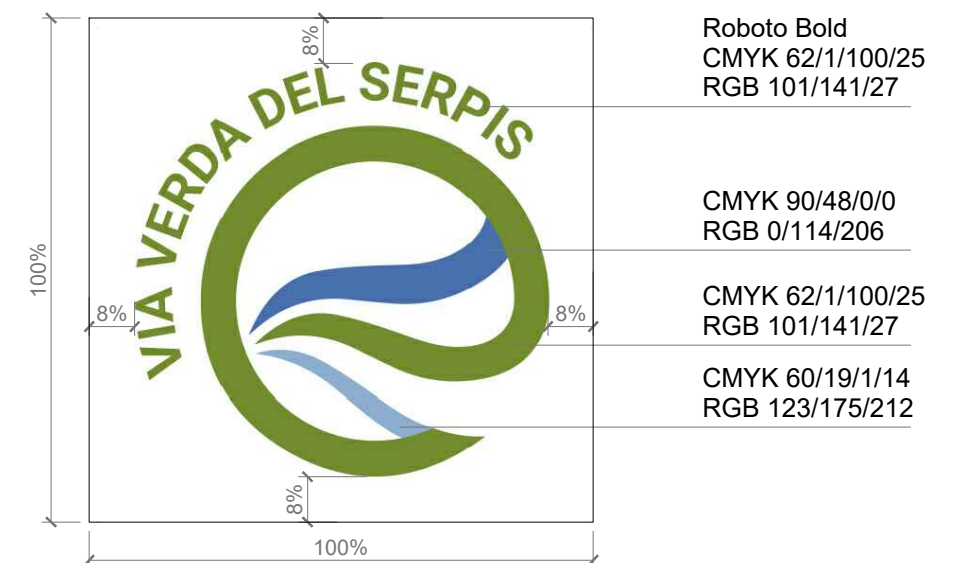 Roboto Bold
CMYK 62/1/100/25
RGB 101/141/27
8%
VIA VERDA DEL SERPIS
CMYK 90/48/0/0
RGB 0/114/206
100%
8%
8%
CMYK 62/1/100/25
RGB 101/141/27
CMYK 60/19/1/14
RGB 123/175/212
8%
100%